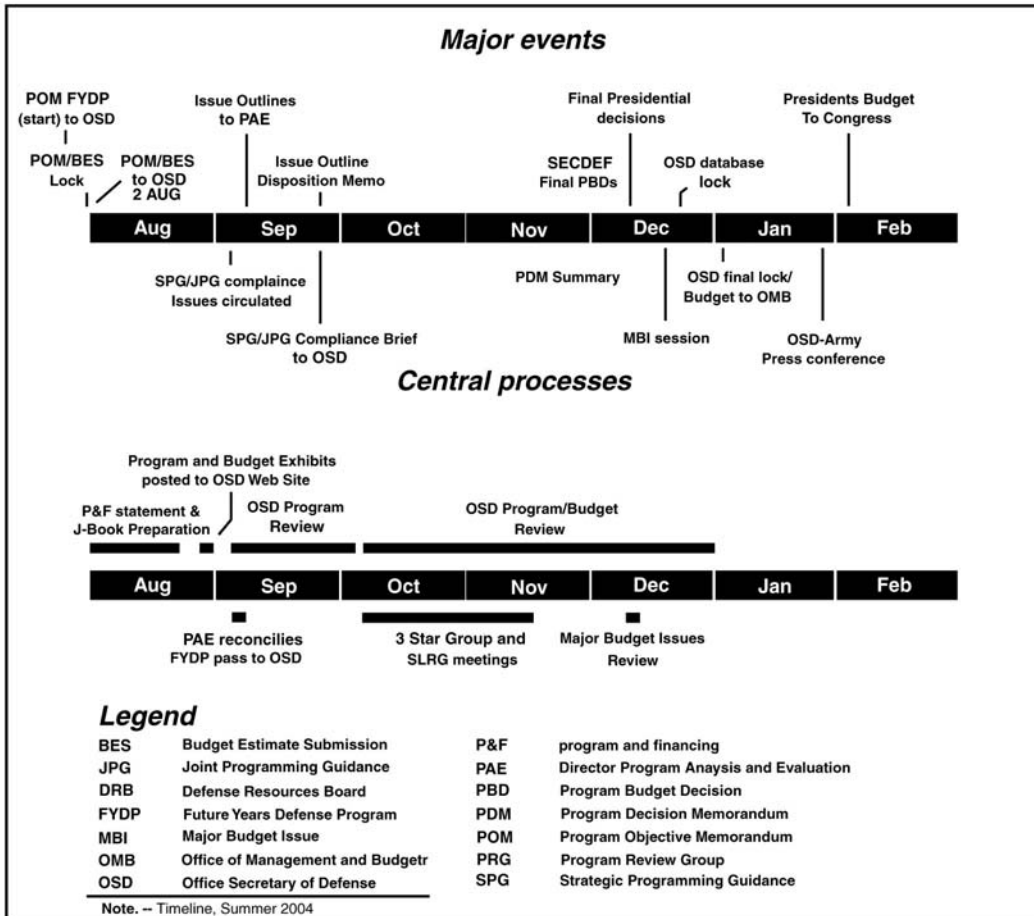 Major events
POM FYDP
(start) to OSD
POM/BES
Lock
POM/BES
to OSD
2 AUG
Issue Outlines
to PAE
Issue Outline
Disposition Memo
Final Presidential
decisions
SECDEF
Final PBDs
OSD database
lock
Presidents Budget
To Congress
Aug Sep Oct Nov Dec Jan Feb
SPG/JPG complaince
Issues circulated
SPG/JPG Compliance Brief
to OSD
PDM Summary
MBI session
OSD final lock/
Budget to OMB
OSD-Army
Press conference
Central processes
Program and Budget Exhibits
posted to OSD Web Site
P&F statement &
J-Book Preparation
OSD Program
Review
OSD Program/Budget
Review
Aug Sep Oct Nov Dec Jan Feb
PAE reconcilies
FYDP pass to OSD
3 Star Group and
SLRG meetings
Major Budget Issues
Review
Legend
BES Budget Estimate Submission
JPG Joint Programming Guidance
DRB Defense Resources Board
FYDP Future Years Defense Program
MBI Major Budget Issue
OMB Office of Management and Budgetr
OSD Office Secretary of Defense
P&F program and financing
PAE Director Program Anaysis and Evaluation
PBD Program Budget Decision
PDM Program Decision Memorandum
POM Program Objective Memorandum
PRG Program Review Group
SPG Strategic Programming Guidance
Note. -- Timeline, Summer 2004